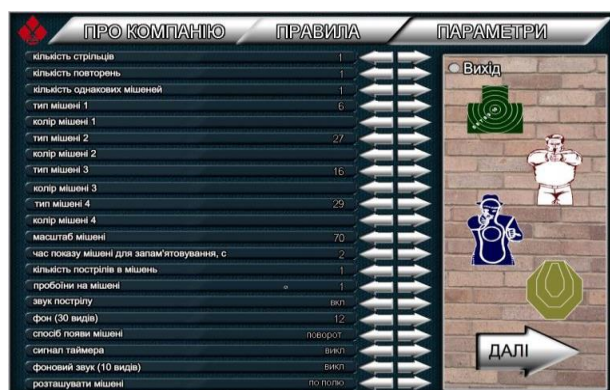 ПРО КОМПАНІЮ ПРАВИЛА ПАРАМЕТРИ
кількість стрільців 1
кількість повторень 1
кількість однакових мішеней 1
тип мішені 1 6
колір мішені 1
тип мішені 2 27
колір мішені 2
тип мішені 3 16
колір мішені 3
тип мішені 4 29
колір мішені 4
масштаб мішені 70
час показу мішені для запам'ятовування, с 2
кількість пострілів в мішень 1
пробоїни на мішені 1
звук пострілу вкл
фон (30 видів) 12
спосіб появи мішені поворот
сигнал таймера викл
фоновий звук (10 видів) викл
розташувати мішені по полю
Вихід
ДАЛІ